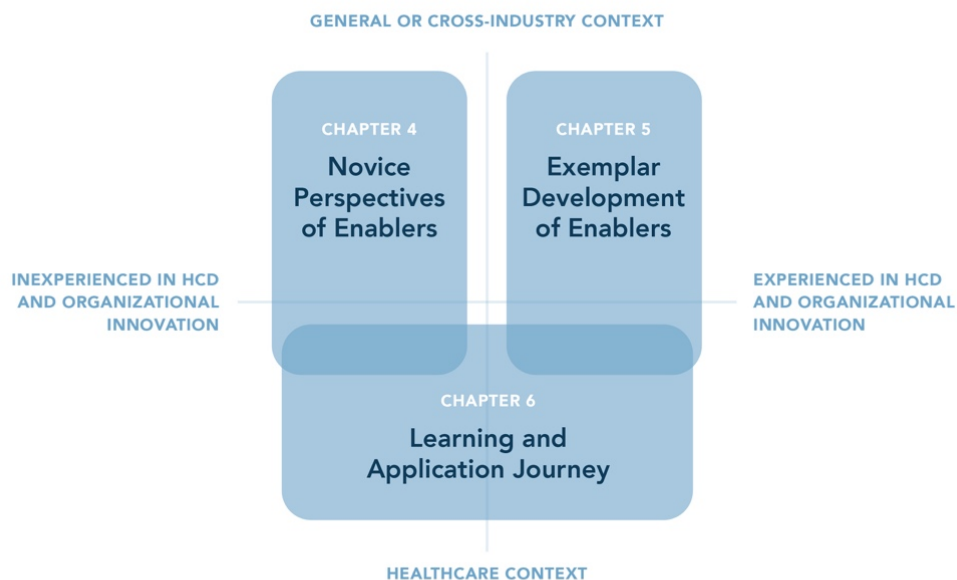 GENERAL OR CROSS-INDUSTRY CONTEXT
CHAPTER 4
Novice
Perspectives
of Enablers
CHAPTER 5
Exemplar
Development
of Enablers
INEXPERIENCED IN HCD
AND ORGANIZATIONAL
INNOVATION
EXPERIENCED IN HCD
AND ORGANIZATIONAL
INNOVATION
CHAPTER 6
Learning and
Application Journey
HEALTHCARE CONTEXT